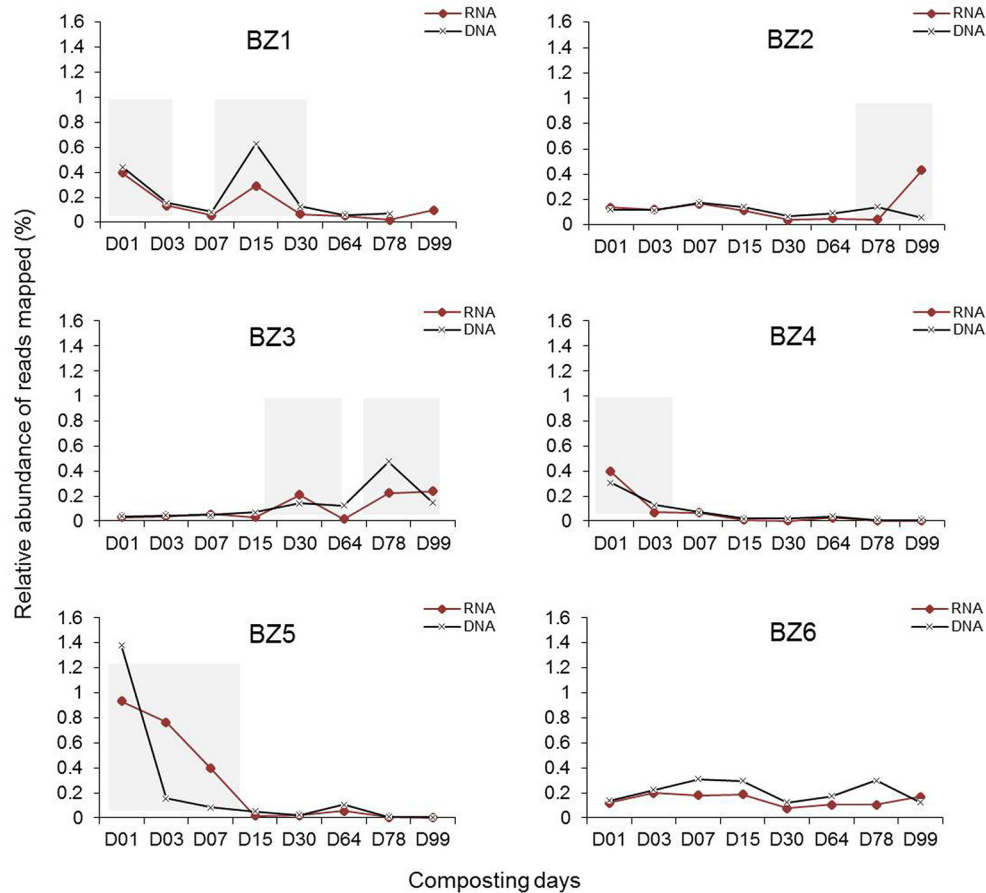 BZ1
RNA
DNA
1.6
1.4
1.2
1
0.8
0.6
0.4
0.2
0
D01 D03 D07 D15 D30 D64 D78 D99
BZ2
RNA
DNA
1.6
1.4
1.2
1
0.8
0.6
0.4
0.2
0
D01 D03 D07 D15 D30 D64 D78 D99
Relative abundance of reads mapped (%)
BZ3
RNA
DNA
1.6
1.4
1.2
1
0.8
0.6
0.4
0.2
0
D01 D03 D07 D15 D30 D64 D78 D99
BZ4
RNA
DNA
1.6
1.4
1.2
1
0.8
0.6
0.4
0.2
0
D01 D03 D07 D15 D30 D64 D78 D99
BZ5
RNA
DNA
1.6
1.4
1.2
1
0.8
0.6
0.4
0.2
0
D01 D03 D07 D15 D30 D64 D78 D99
BZ6
RNA
DNA
1.6
1.4
1.2
1
0.8
0.6
0.4
0.2
0
D01 D03 D07 D15 D30 D64 D78 D99
Composting days